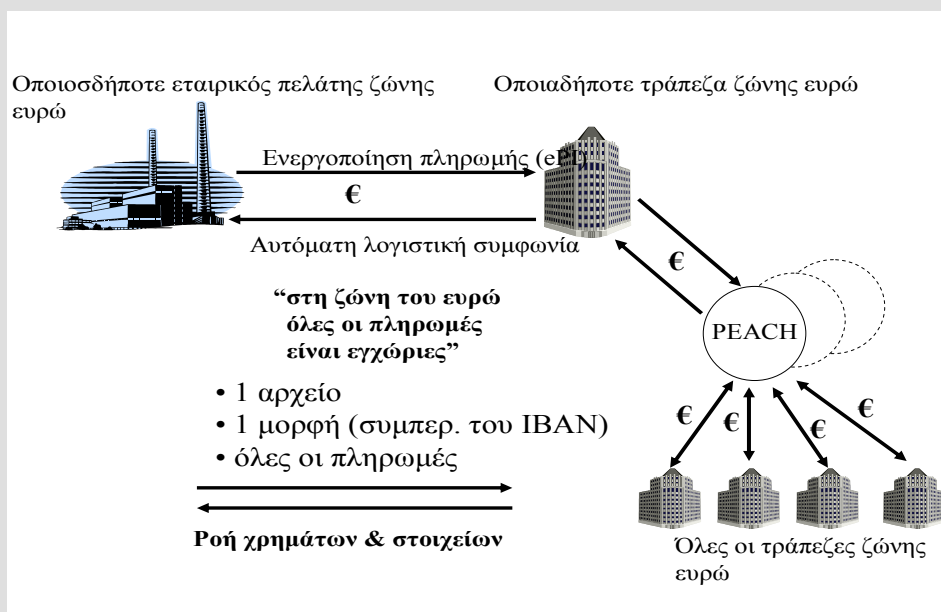 Οποιοσδήποτε εταιρικός πελάτης ζώνης
ευρώ
Οποιαδήποτε τράπεζα ζώνης ευρώ
Ενεργοποίηση πληρωμής (ePI)
€
Αυτόματη λογιστική συμφωνία
€
“στη ζώνη του ευρώ
όλες οι πληρωμές
είναι εγχώριες”
PEACH
• 1 αρχείο
• 1 μορφή (συμπερ. του IBAN)
• όλες οι πληρωμές
€ € € €
Ροή χρημάτων & στοιχείων
Όλες οι τράπεζες ζώνης
ευρώ